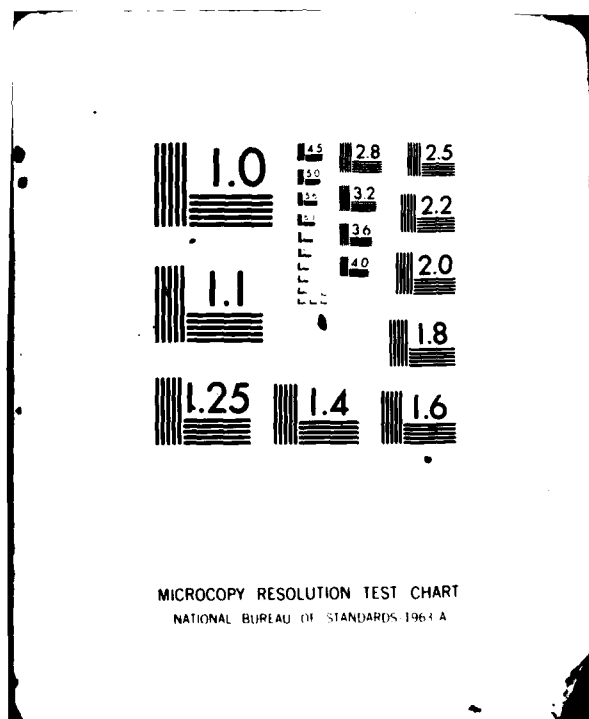 1.0 4.5 2.8 2.5
5.0
5.6 3.2 2.2
3.6
1.1 4.0 2.0
1.8
1.25 1.4 1.6
MICROCOPY RESOLUTION TEST CHART
NATIONAL BUREAU OF STANDARDS-1963-A